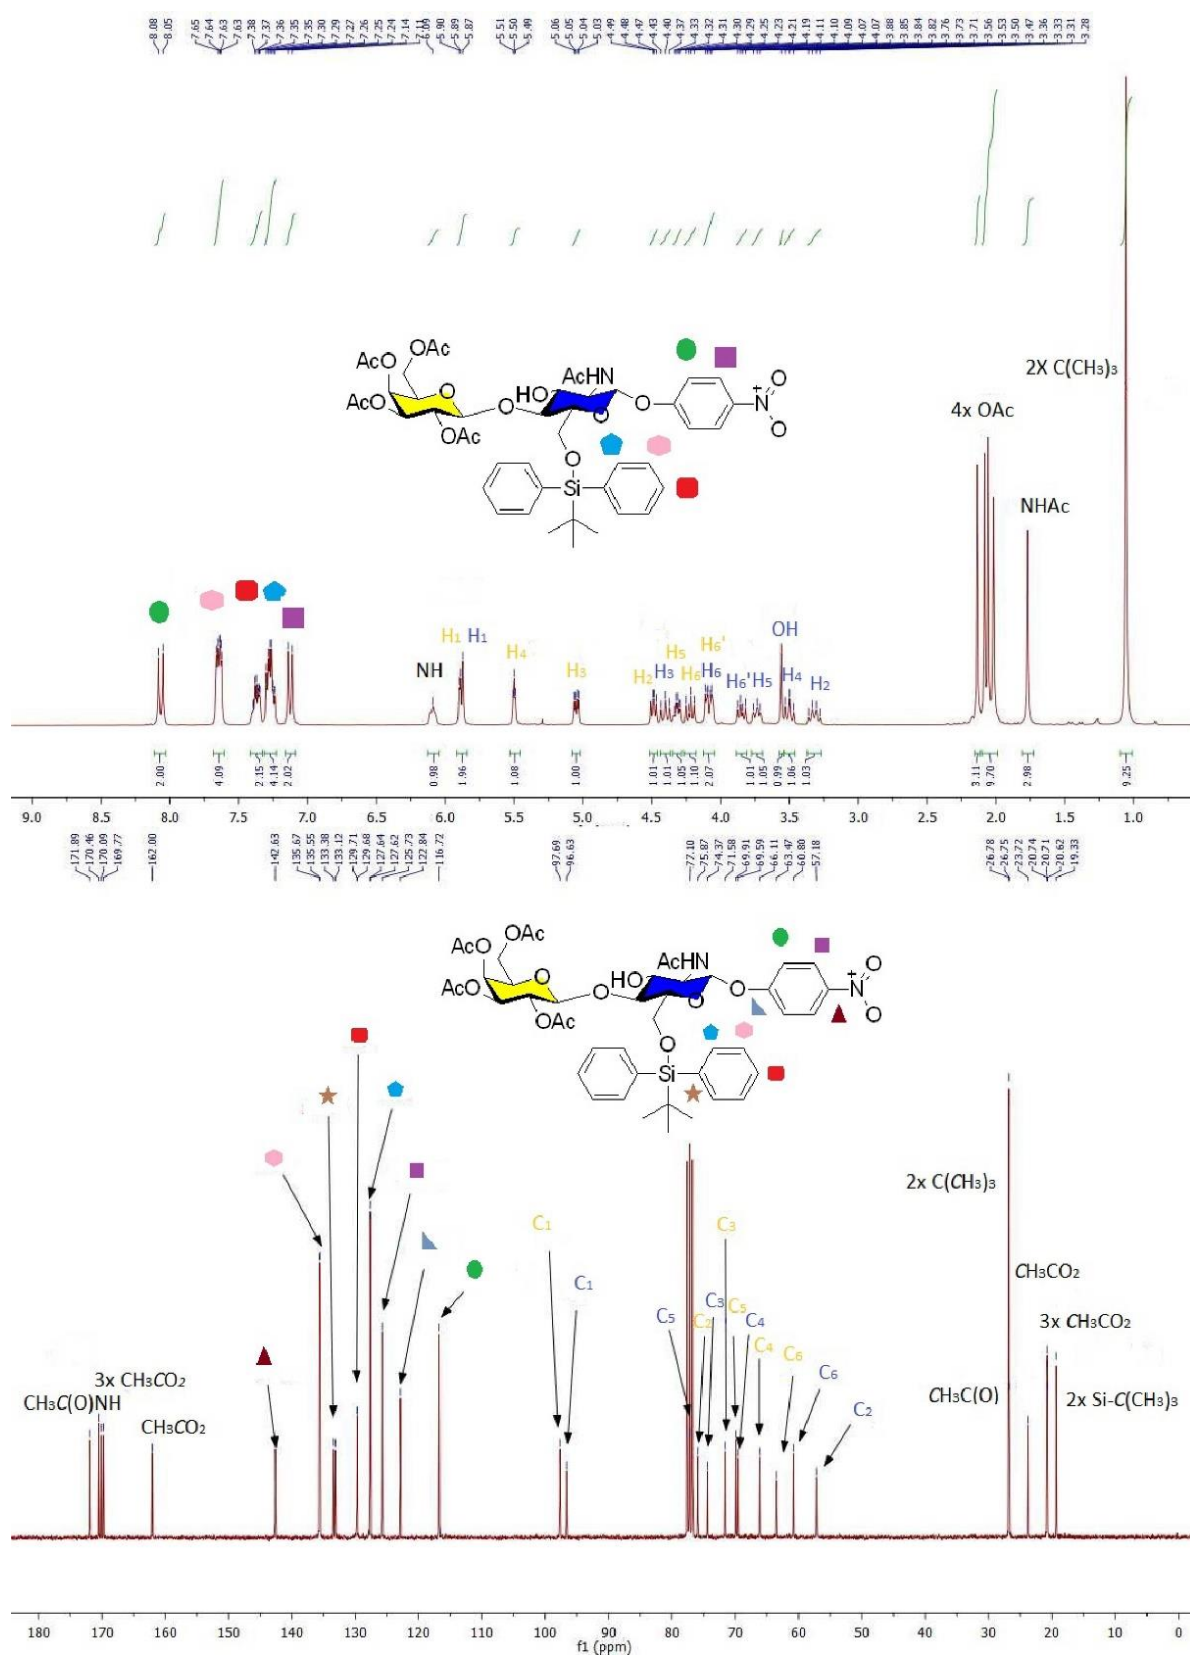 8.08
8.05
7.65
7.64
7.63
7.63
7.38
7.37
7.36
7.35
7.35
7.30
7.29
7.27
7.26
7.25
7.24
7.14
7.11
6.09
5.90
5.89
5.87
5.51
5.50
5.49
5.06
5.05
5.04
5.03
4.49
4.48
4.47
4.43
4.40
4.37
4.33
4.32
4.31
4.30
4.29
4.25
4.23
4.21
4.19
4.11
4.10
4.09
4.07
4.07
3.88
3.85
3.84
3.82
3.76
3.73
3.71
3.56
3.53
3.50
3.47
3.36
3.33
3.31
3.28
OAc
AcO
AcO
OAc
O
O
HO
AcHN
O
O
N+
O
O
O
Si
2X C(CH3)3
4x OAc
NHAc
NH
H1 H1
H4
H3
H2 H3
H5
H6
H6'
H6
H6' H5
OH
H4
H2
2.00
4.09
2.15
4.14
2.02
0.98
1.96
1.08
1.00
1.01
1.01
1.05
1.10
2.07
1.01
1.05
0.99
1.06
1.03
3.11
9.70
2.98
9.25
9.0 8.5 8.0 7.5 7.0 6.5 6.0 5.5 5.0 4.5 4.0 3.5 3.0 2.5 2.0 1.5 1.0
171.89
170.46
170.09
169.77
162.00
142.63
135.67
135.55
133.38
133.12
129.71
129.68
127.64
127.62
125.73
122.84
116.72
97.69
96.63
77.10
75.87
74.37
71.58
69.91
69.59
66.11
63.47
60.80
57.18
26.78
26.75
23.72
20.74
20.71
20.62
19.33
AcO
OAc
AcO
OAc
O
O
HO
AcHN
O
O
N+
O
O
O
Si
2x C(CH3)3
CH3CO2
3x CH3CO2
CH3C(O)
2x Si-C(CH3)3
3x CH3CO2
CH3C(O)NH
CH3CO2
C1
C1
C5
C2
C3
C3
C5
C4
C4
C6
C6
C2
180 170 160 150 140 130 120 110 100 90 80 70 60 50 40 30 20 10 0
f1 (ppm)